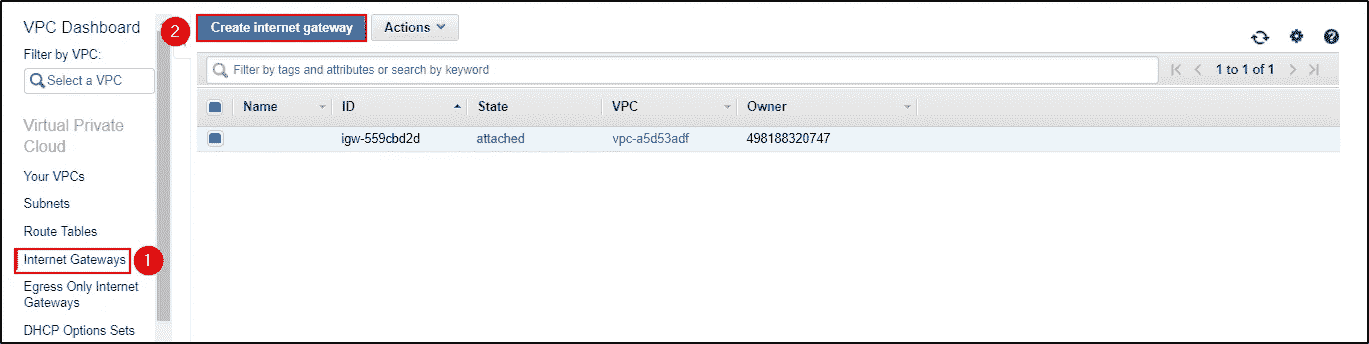 VPC Dashboard
Filter by VPC:
Select a VPC
Virtual Private
Cloud
Your VPCs
Subnets
Route Tables
Internet Gateways
1
Egress Only Internet
Gateways
DHCP Options Sets
2
Create internet gateway
Actions
Filter by tags and attributes or search by keyword
1 to 1 of 1
Name ID State VPC Owner
igw-559cbd2d attached vpc-a5d53adf 498188320747